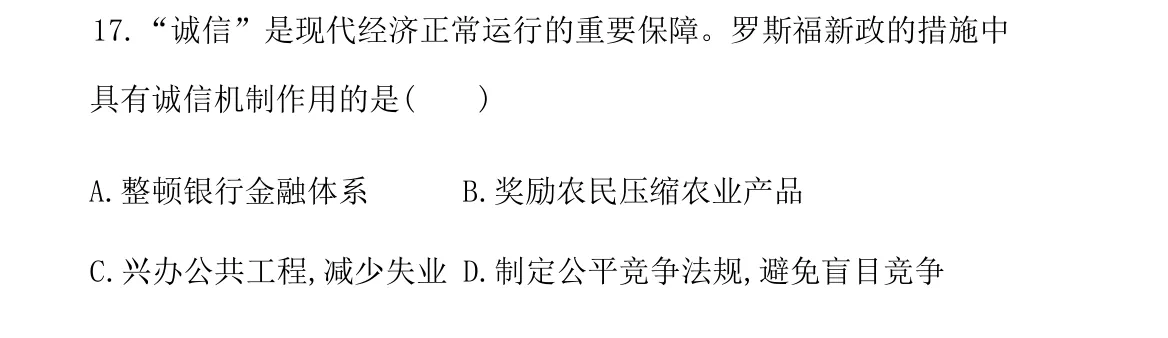 17. “诚信”是现代经济正常运行的重要保障。罗斯福新政的措施中
具有诚信机制作用的是(　　)
A.整顿银行金融体系　　　B.奖励农民压缩农业产品
C.兴办公共工程,减少失业 D.制定公平竞争法规,避免盲目竞争